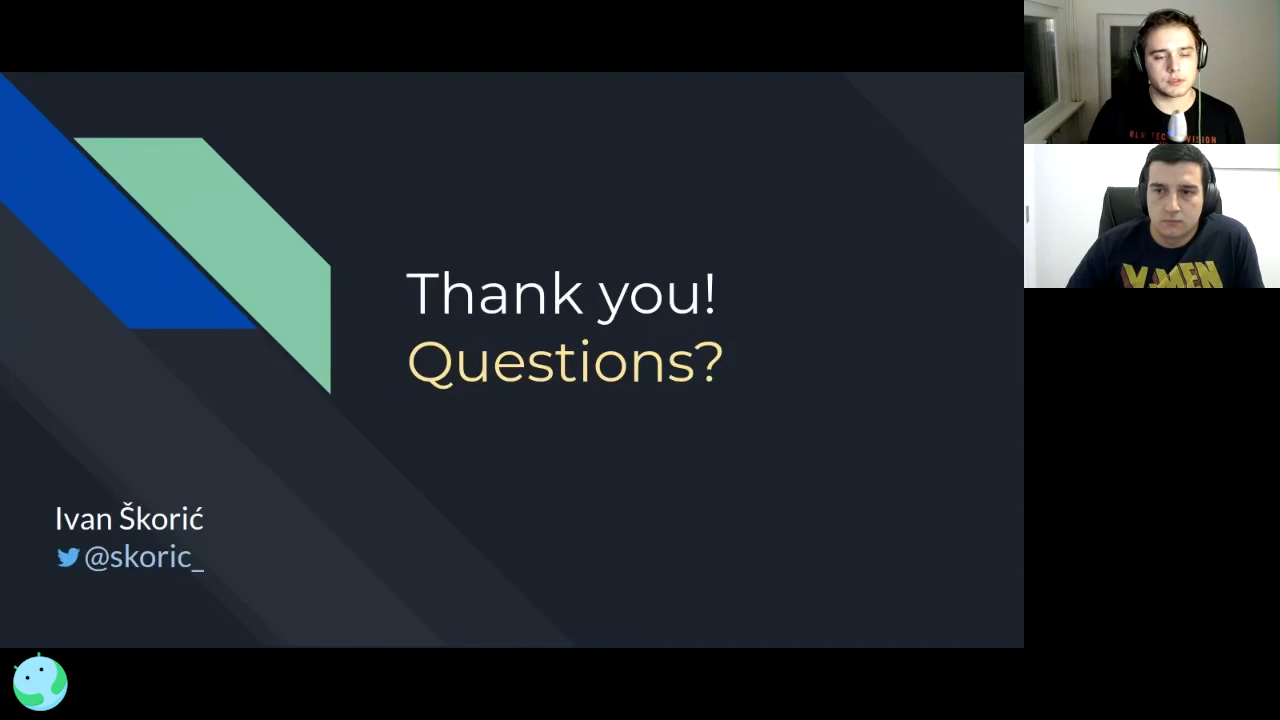 Thank you!
Questions?
Ivan Škorić
@skoric_
X-MEN